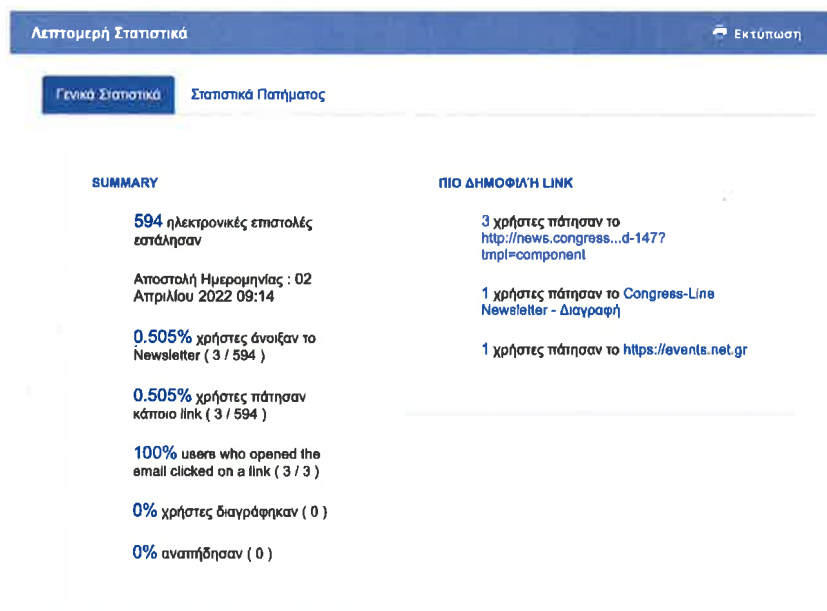 Λεπτομερή Στατιστικά
Εκτύπωση
Γενικά Στατιστικά
Στατιστικά Πατήματος
SUMMARY
594 ηλεκτρονικές επιστολές
εστάλησαν
Αποστολή Ημερομηνίας : 02
Απριλίου 2022 09:14
0.505% χρήστες άνοιξαν το
Newsletter ( 3 / 594 )
0.505% χρήστες πάτησαν
κάποιο link ( 3 / 594 )
100% users who opened the
email clicked on a link ( 3 / 3 )
0% χρήστες διαγράφηκαν ( 0 )
0% αναπήδησαν ( 0 )
ΠΙΟ ΔΗΜΟΦΙΛΉ LINK
3 χρήστες πάτησαν το
http://news.congress...d-147?
tmpl=component
1 χρήστες πάτησαν το Congress-Line
Newsletter - Διαγραφή
1 χρήστες πάτησαν το https://events.net.gr